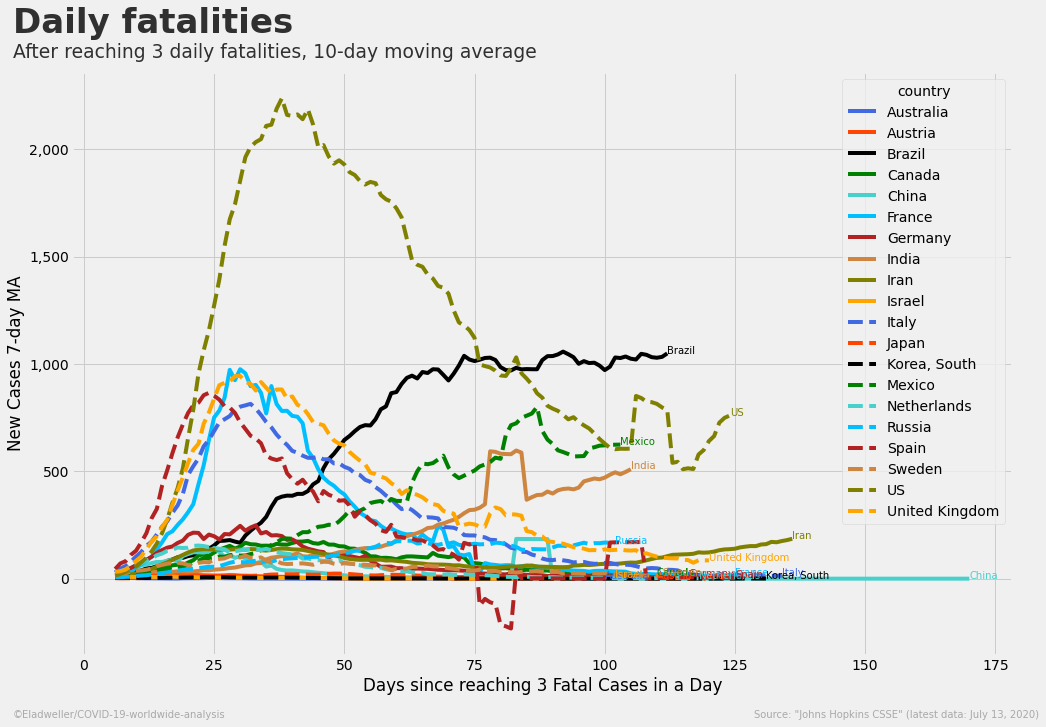 Daily fatalities
After reaching 3 daily fatalities, 10-day moving average
New Cases 7-day MA
2,000
1,500
1,000
500
0
country
Australia
Austria
Brazil
Canada
China
France
Germany
India
Iran
Israel
Italy
Japan
Korea, South
Mexico
Netherlands
Russia
Spain
Sweden
US
United Kingdom
Brazil
US
Mexico
India
Russia
Iran
United Kingdom
Canada
Germany
France
Italy
Korea, South
China
0 25 50 75 100 125 150 175
Days since reaching 3 Fatal Cases in a Day
©Eladweller/COVID-19-worldwide-analysis
Source: "Johns Hopkins CSSE" (latest data: July 13, 2020)